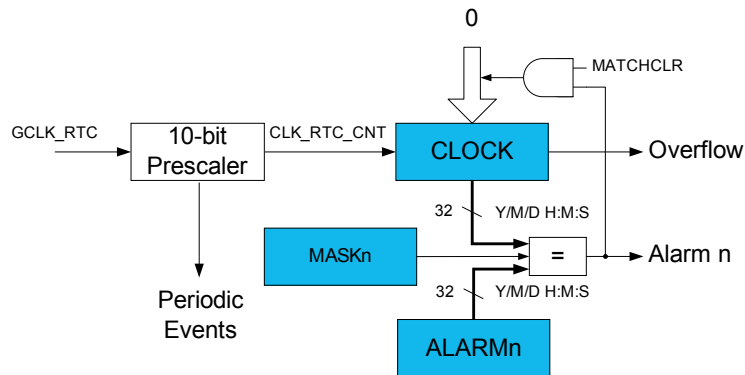 0
MATCHCLR
GCLK_RTC
10-bit
Prescaler
CLK_RTC_CNT
CLOCK
Overflow
32
Y/M/D H:M:S
MASKn
=
Alarm n
32
Y/M/D H:M:S
Periodic
Events
ALARMn